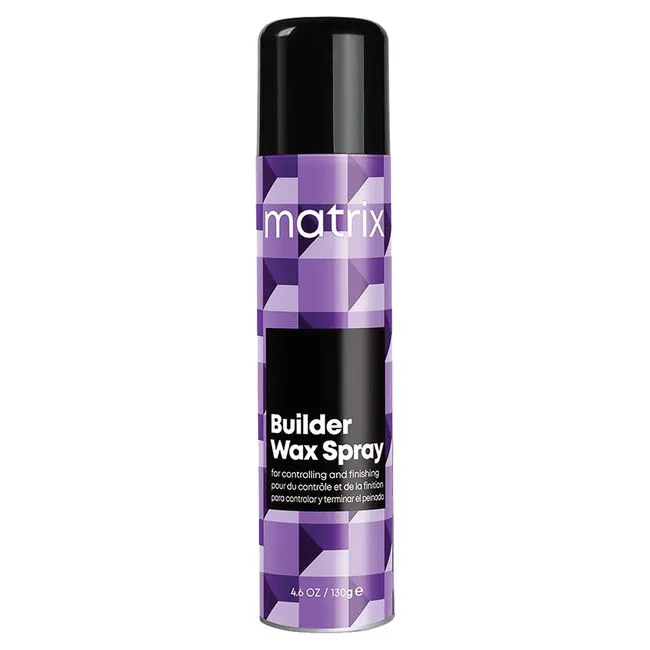 matrix
Builder
Wax Spray
for controlling and finishing
pour du contrôle et de la finition
para controlar y terminar el peinado
4.6 OZ / 130g e